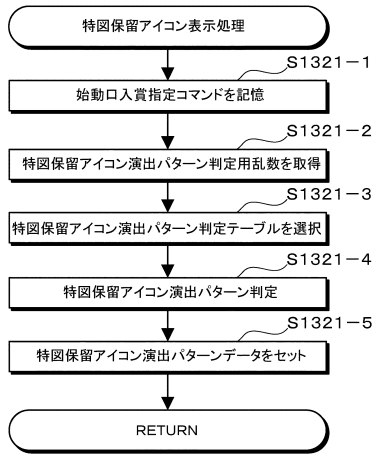 特図保留アイコン表示処理
S1321-1
始動口入賞指定コマンドを記憶
S1321-2
特図保留アイコン演出パターン判定用乱数を取得
S1321-3
特図保留アイコン演出パターン判定テーブルを選択
S1321-4
特図保留アイコン演出パターン判定
S1321-5
特図保留アイコン演出パターンデータをセット
RETURN